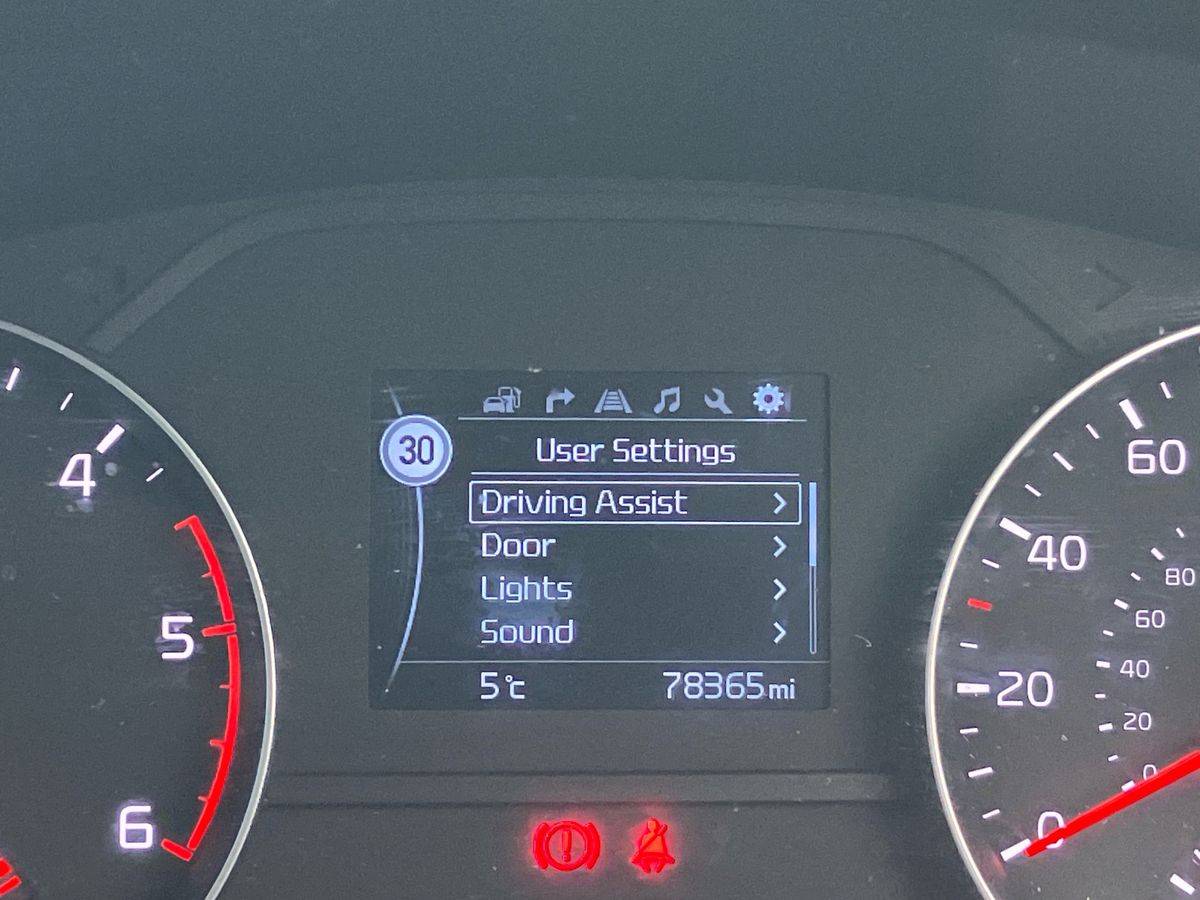 30
User Settings
Driving Assist >
Door >
Lights >
Sound >
5℃ 78365mi
4
5
6
60
40
20
0
80
60
40
20
0